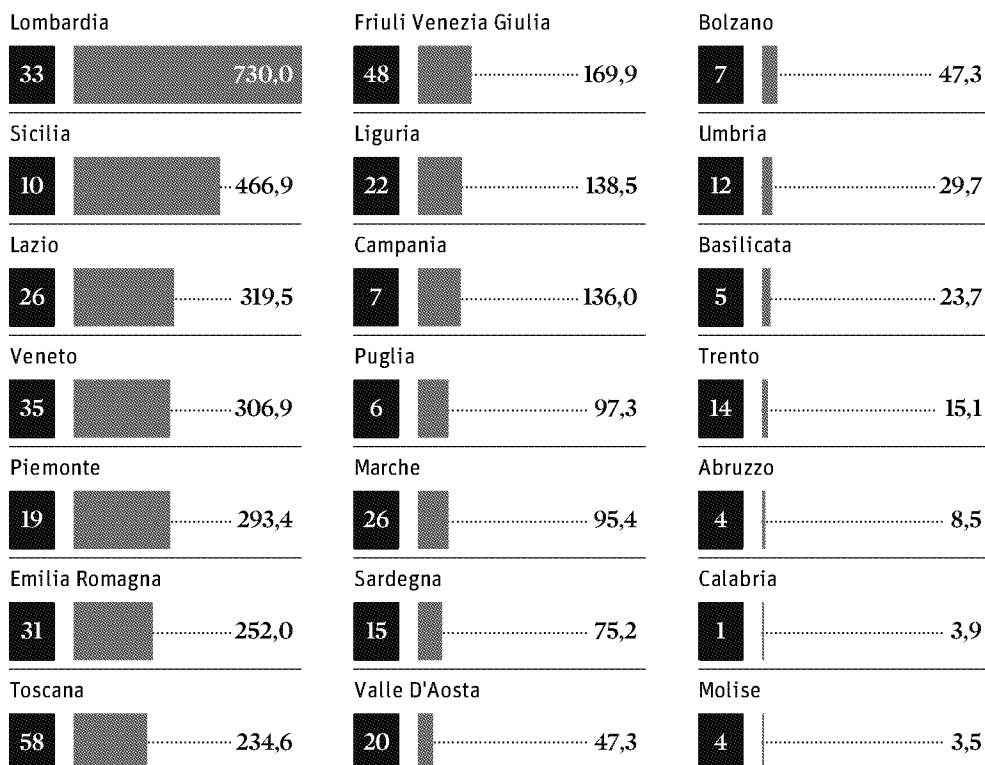 Lombardia
33 730,0
Sicilia
10 466,9
Lazio
26 319,5
Veneto
35 306,9
Piemonte
19 293,4
Emilia Romagna
31 252,0
Toscana
58 234,6
Friuli Venezia Giulia
48 169,9
Liguria
22 138,5
Campania
7 136,0
Puglia
6 97,3
Marche
26 95,4
Sardegna
15 75,2
Valle D'Aosta
20 47,3
Bolzano
7 47,3
Umbria
12 29,7
Basilicata
5 23,7
Trento
14 15,1
Abruzzo
4 8,5
Calabria
1 3,9
Molise
4 3,5